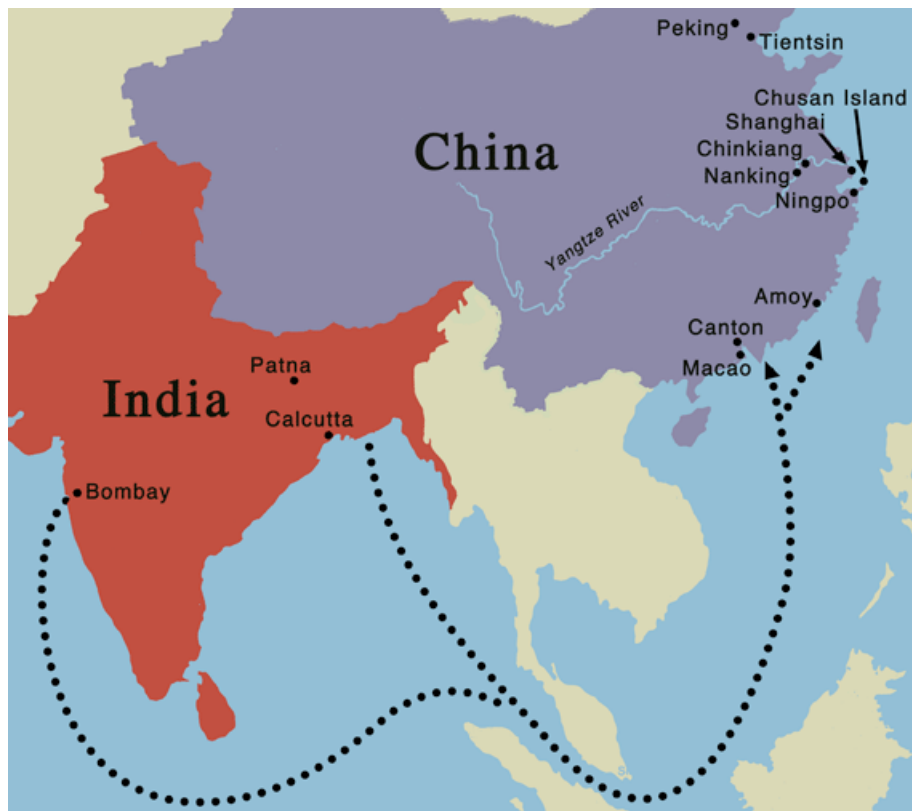 Peking
Tientsin
Chusan Island
Shanghai
China
Chinkiang
Nanking
Ningpo
Yangtze River
Amoy
Canton
Macao
Patna
India
Calcutta
Bombay